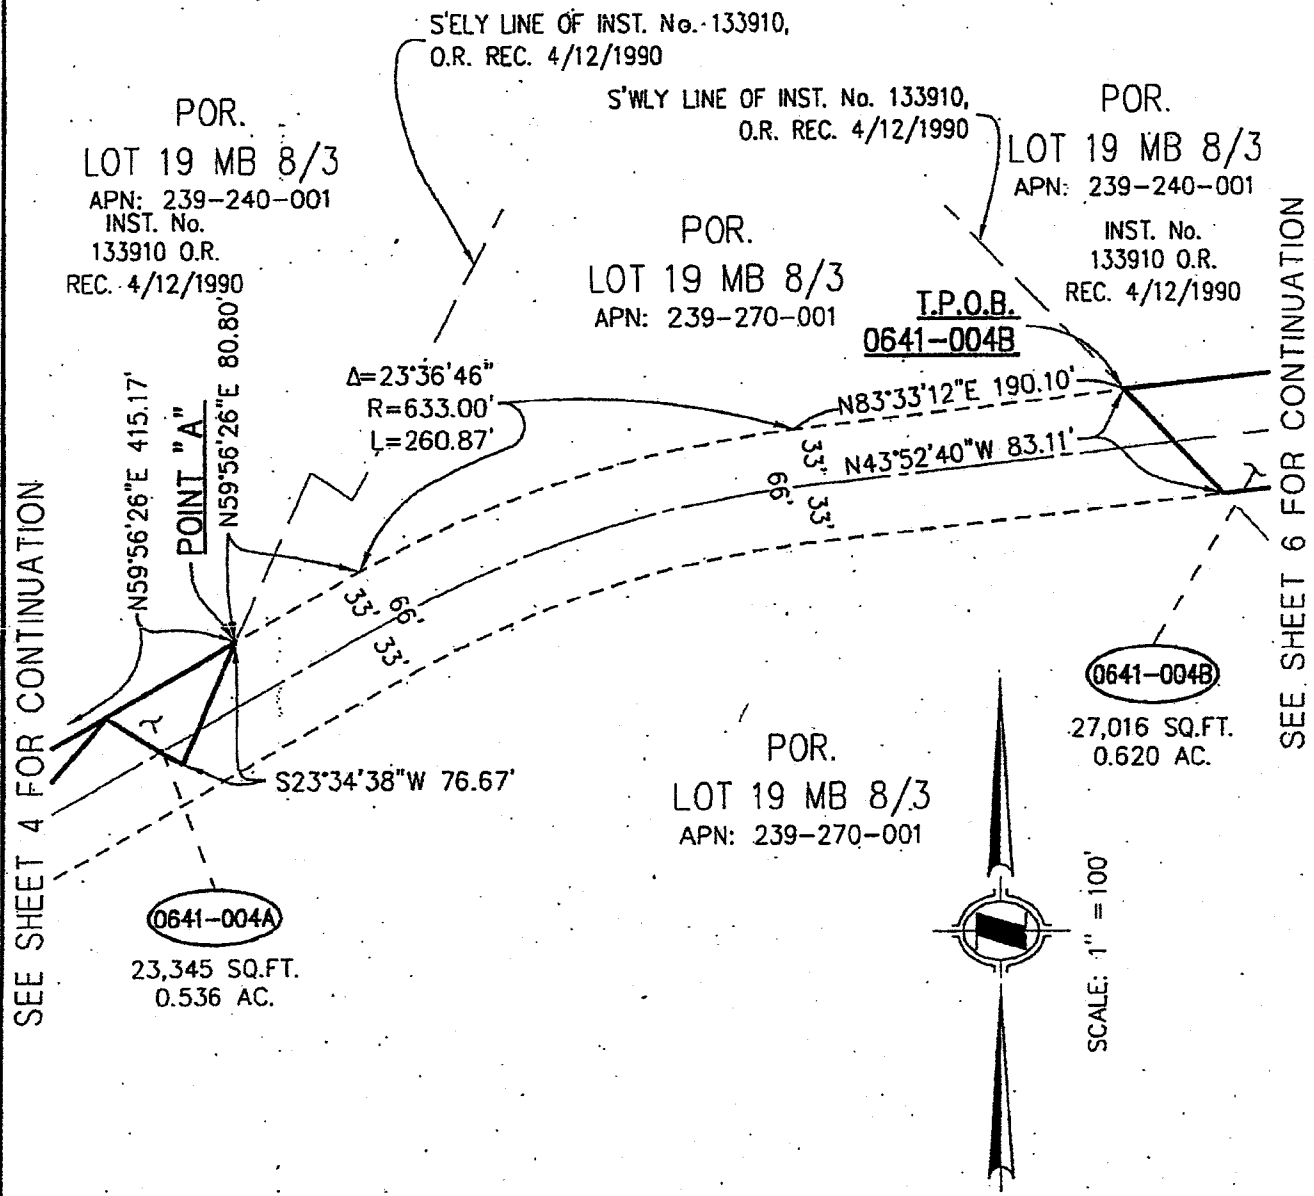 S'ELY LINE OF INST. No. 133910,
O.R. REC. 4/12/1990
S'WLY LINE OF INST. No. 133910,
O.R. REC. 4/12/1990
POR.
LOT 19 MB 8/3
APN: 239-240-001
INST. No.
133910 O.R.
REC. 4/12/1990
POR.
LOT 19 MB 8/3
APN: 239-270-001
POR.
LOT 19 MB 8/3
APN: 239-240-001
INST. No.
133910 O.R.
REC. 4/12/1990
T.P.O.B.
0641-004B
Δ=23°36'46"
R=633.00'
L=260.87'
N83°33'12"E 190.10'
N43°52'40"W 83.11'
N59°56'26"E 415.17'
POINT "A"
N59°56'26"E 80.80'
33'
66'
33'
33'
66'
33'
S23°34'38"W 76.67'
0641-004A
23,345 SQ.FT.
0.536 AC.
0641-004B
27,016 SQ.FT.
0.620 AC.
POR.
LOT 19 MB 8/3
APN: 239-270-001
SCALE: 1" = 100'
SEE SHEET 4 FOR CONTINUATION
SEE SHEET 6 FOR CONTINUATION